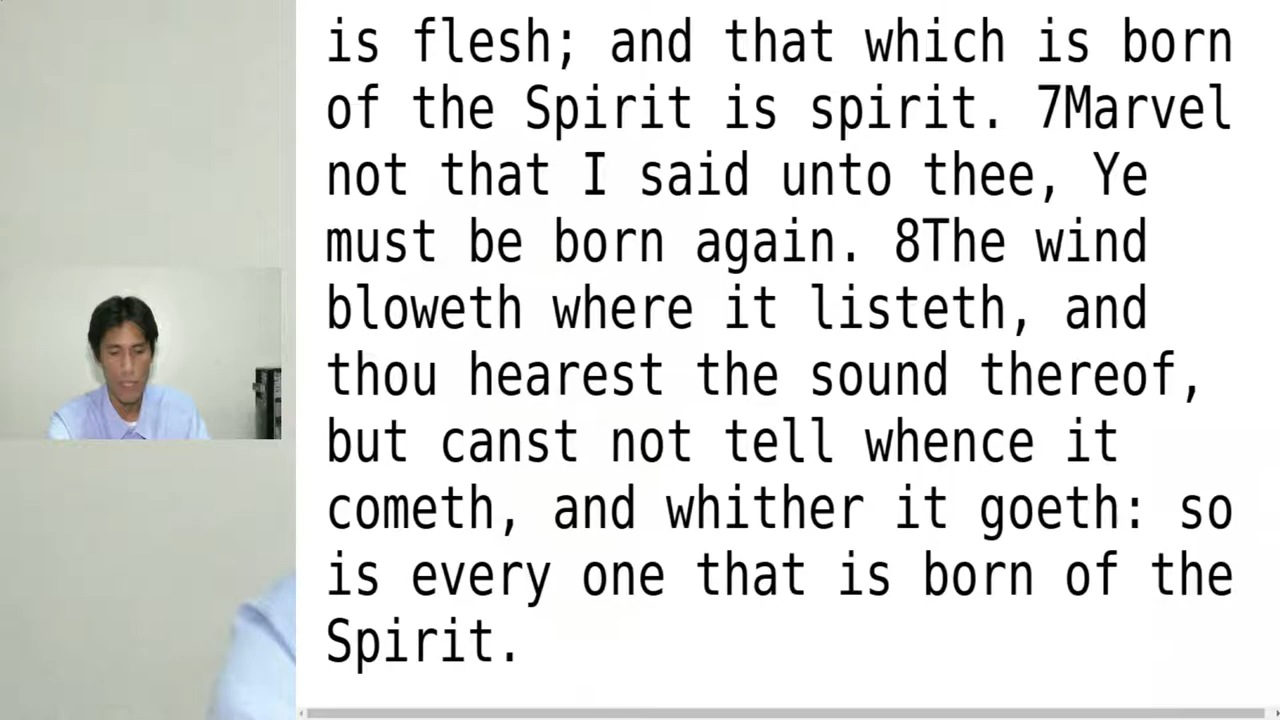 is flesh; and that which is born
of the Spirit is spirit. 7Marvel
not that I said unto thee, Ye
must be born again. 8The wind
bloweth where it listeth, and
thou hearest the sound thereof,
but canst not tell whence it
cometh, and whither it goeth: so
is every one that is born of the
Spirit.